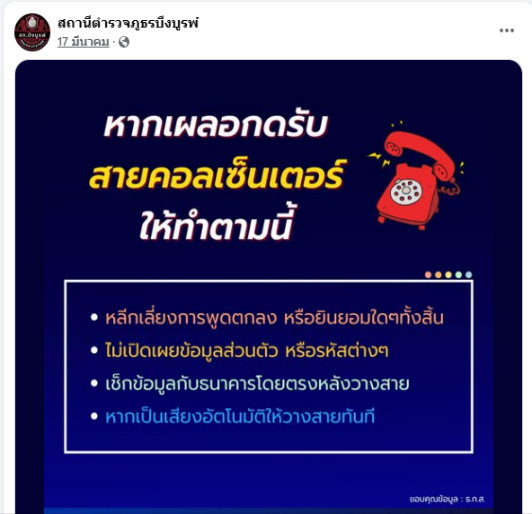 สถานีตำรวจภูธรบึงบูรพ์
17 มีนาคม ·
สภ.บึงบูรพ์
หากเผลอกดรับ
สายคอลเซ็นเตอร์
ให้ทำตามนี้
• หลีกเลี่ยงการพูดตกลง หรือยินยอมใดๆทั้งสิ้น
• ไม่เปิดเผยข้อมูลส่วนตัว หรือรหัสต่างๆ
• เช็กข้อมูลกับธนาคารโดยตรงหลังวางสาย
• หากเป็นเสียงอัตโนมัติให้วางสายทันที
ขอบคุณข้อมูล : ธ.ก.ส.